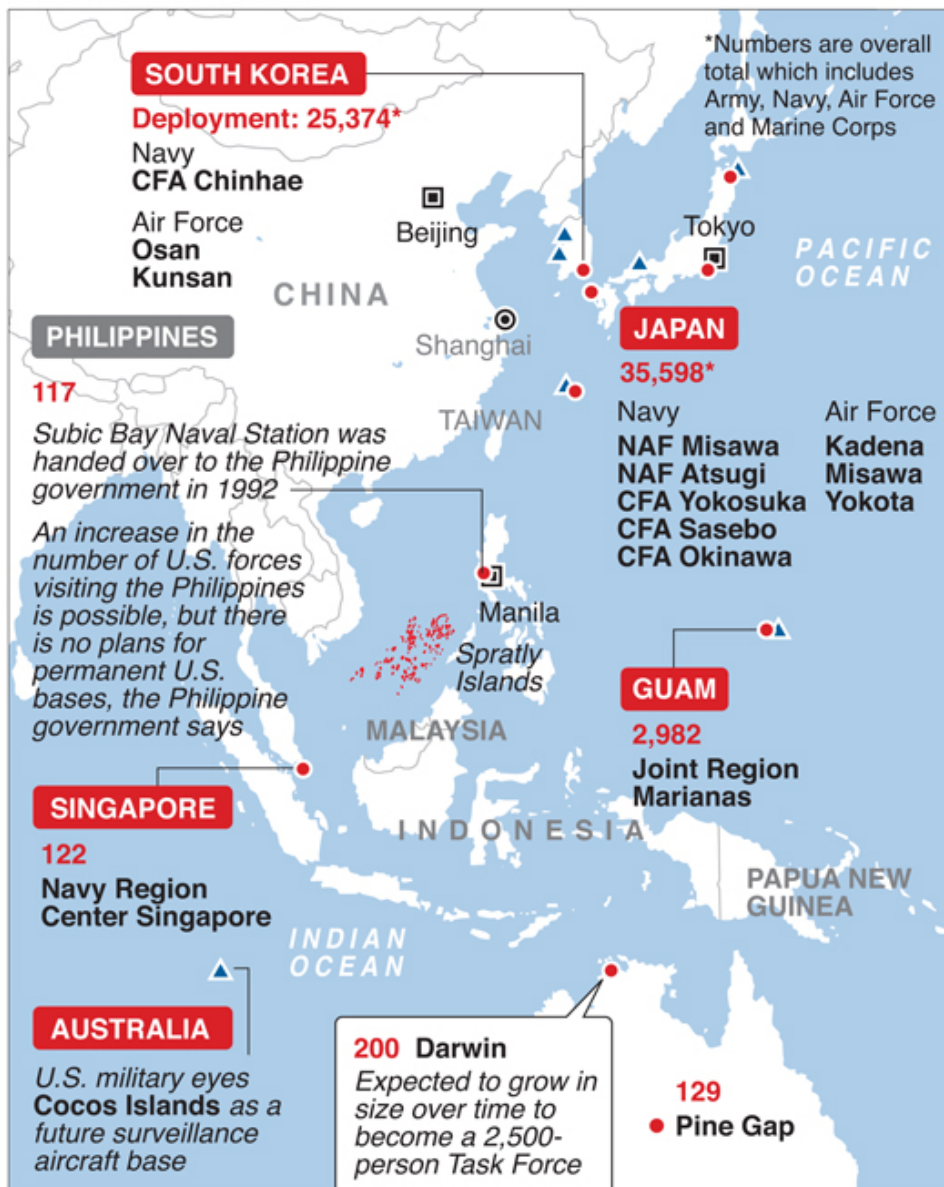 *Numbers are overall
total which includes
Army, Navy, Air Force
and Marine Corps
SOUTH KOREA
Deployment: 25,374*
Navy
CFA Chinhae
Air Force
Osan
Kunsan
Beijing
CHINA
Shanghai
TAIWAN
Tokyo
PACIFIC
OCEAN
PHILIPPINES
117
Subic Bay Naval Station was
handed over to the Philippine
government in 1992
An increase in the
number of U.S. forces
visiting the Philippines
is possible, but there
is no plans for
permanent U.S.
bases, the Philippine
government says
JAPAN
35,598*
Navy
NAF Misawa
NAF Atsugi
CFA Yokosuka
CFA Sasebo
CFA Okinawa
Air Force
Kadena
Misawa
Yokota
Manila
Spratly
Islands
MALAYSIA
GUAM
2,982
Joint Region
Marianas
SINGAPORE
122
Navy Region
Center Singapore
INDONESIA
PAPUA NEW
GUINEA
INDIAN
OCEAN
AUSTRALIA
U.S. military eyes
Cocos Islands as a
future surveillance
aircraft base
200 Darwin
Expected to grow in
size over time to
become a 2,500-
person Task Force
129
Pine Gap